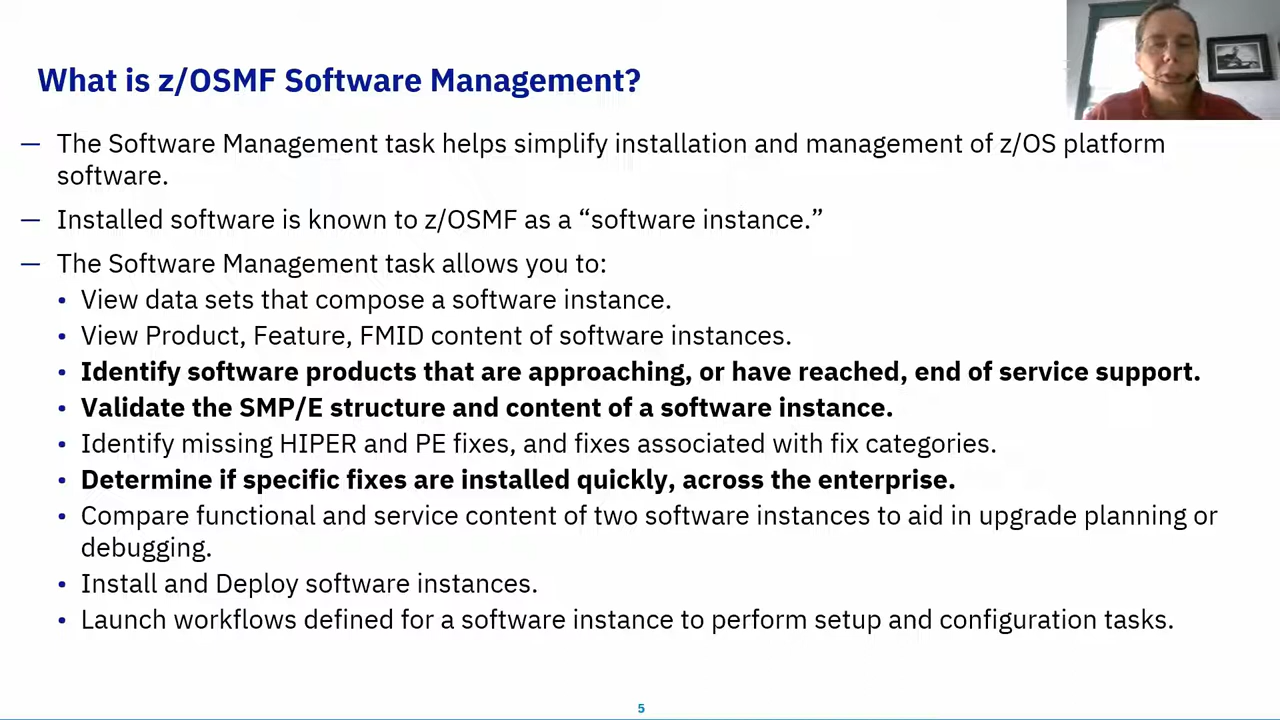 What is z/OSMF Software Management?
— The Software Management task helps simplify installation and management of z/OS platform
software.
— Installed software is known to z/OSMF as a “software instance.”
— The Software Management task allows you to:
• View data sets that compose a software instance.
• View Product, Feature, FMID content of software instances.
• Identify software products that are approaching, or have reached, end of service support.
• Validate the SMP/E structure and content of a software instance.
• Identify missing HIPER and PE fixes, and fixes associated with fix categories.
• Determine if specific fixes are installed quickly, across the enterprise.
• Compare functional and service content of two software instances to aid in upgrade planning or
debugging.
• Install and Deploy software instances.
• Launch workflows defined for a software instance to perform setup and configuration tasks.
5